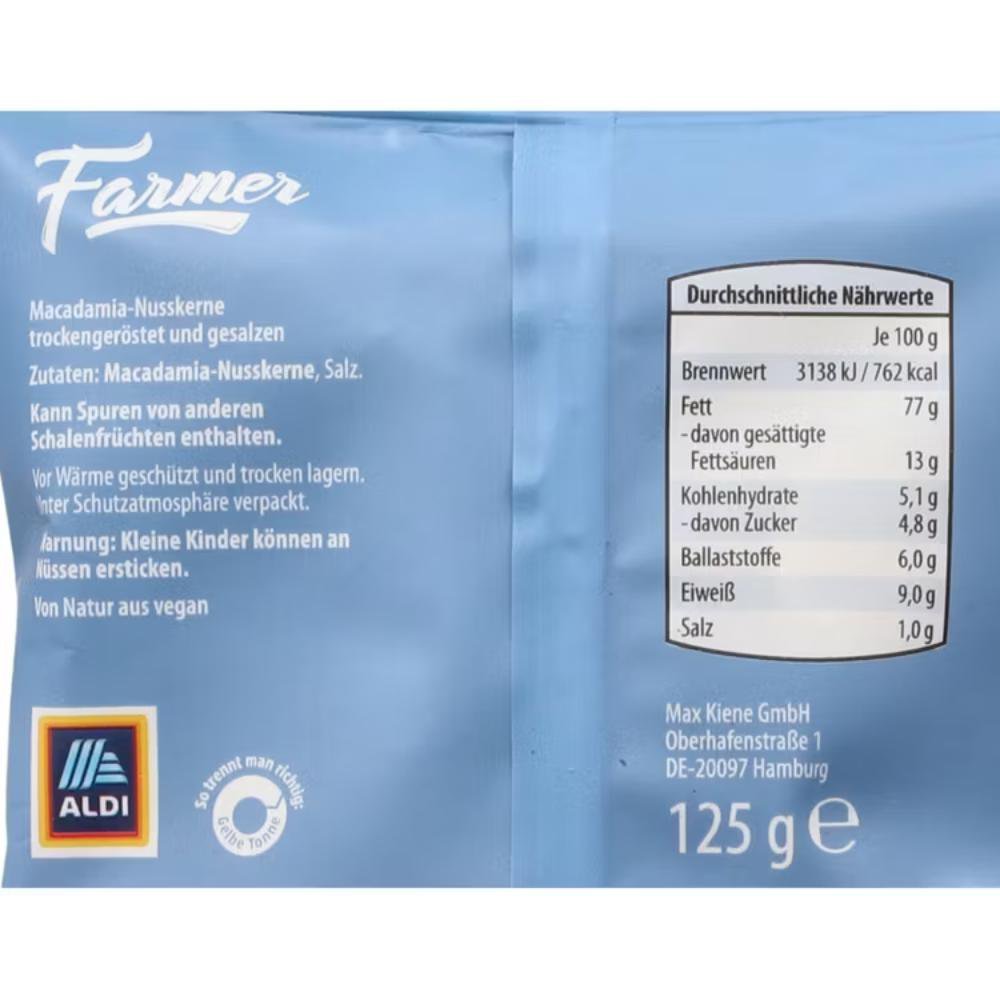 Farmer
Macadamia-Nusskerne
trockengeröstet und gesalzen
Zutaten: Macadamia-Nusskerne, Salz.
Kann Spuren von anderen
Schalenfrüchten enthalten.
Vor Wärme geschützt und trocken lagern.
Unter Schutzatmosphäre verpackt.
Warnung: Kleine Kinder können an
Nüssen ersticken.
Von Natur aus vegan
ALDI
So trennt man richtig:
Gelbe Tonne
Durchschnittliche Nährwerte
Je 100 g
Brennwert 3138 kJ / 762 kcal
Fett 77 g
- davon gesättigte
Fettsäuren 13 g
Kohlenhydrate 5,1 g
- davon Zucker 4,8 g
Ballaststoffe 6,0 g
Eiweiß 9,0 g
Salz 1,0 g
Max Kiene GmbH
Oberhafenstraße 1
DE-20097 Hamburg
125 g ℮